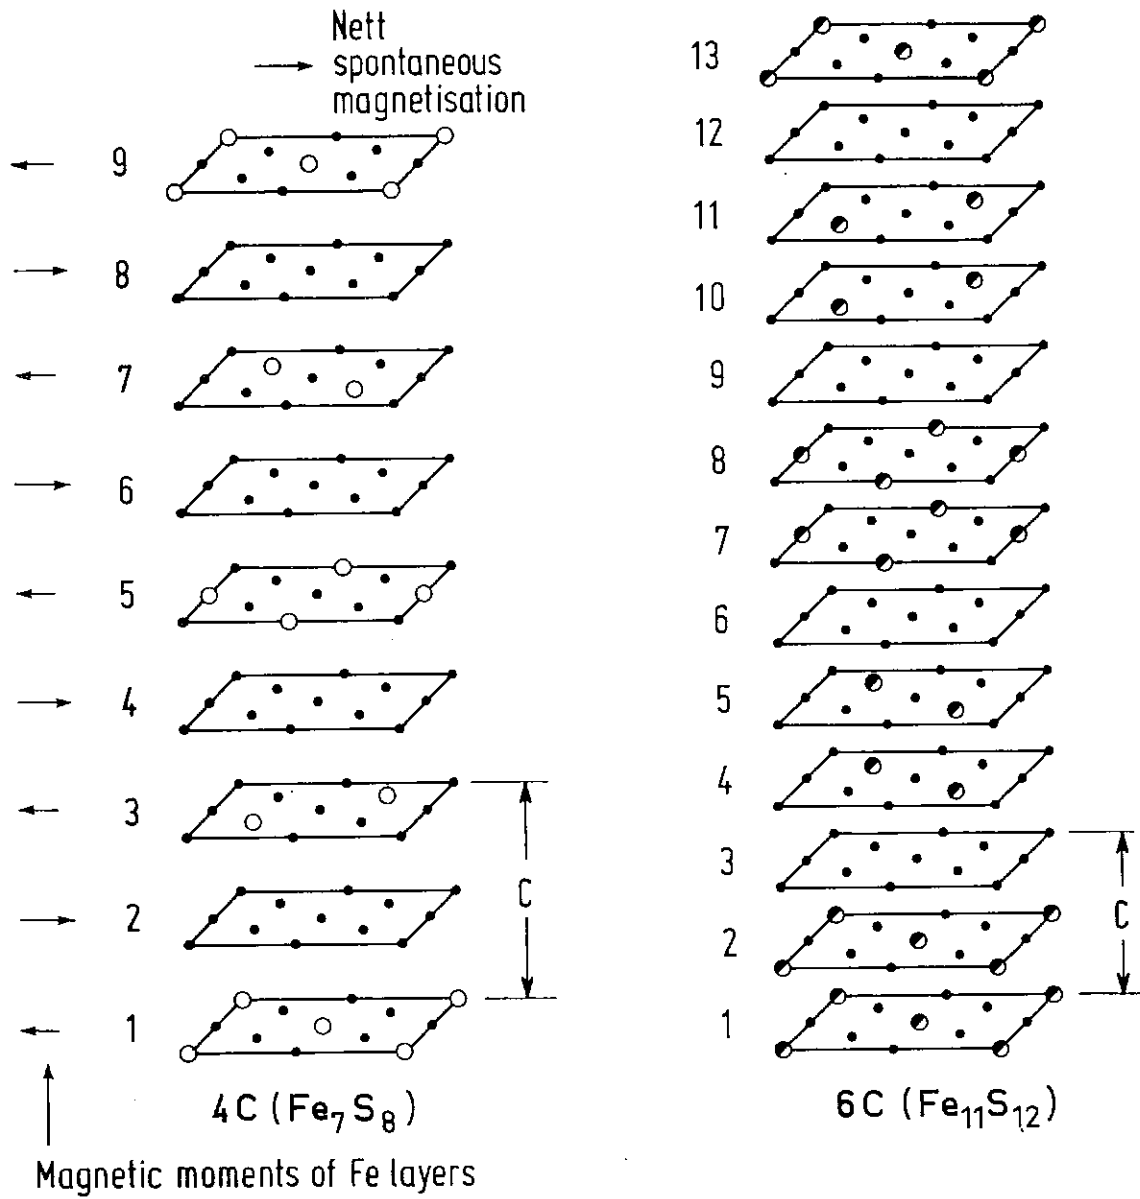 Nett
spontaneous
magnetisation
9
8
7
6
5
4
3
2
1
C
4C (Fe₇S₈)
Magnetic moments of Fe layers
13
12
11
10
9
8
7
6
5
4
3
2
1
C
6C (Fe₁₁S₁₂)